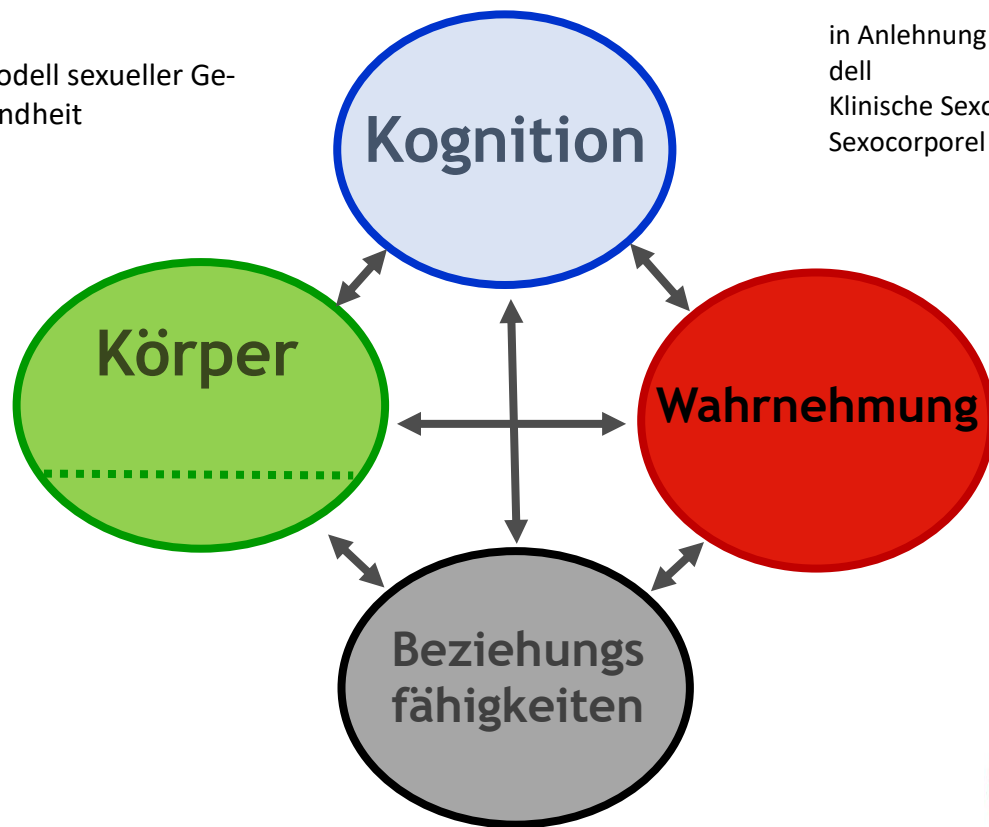 odell sexueller Ge-
ndheit
in Anlehnung
dell
Klinische Sexo
Sexocorporel
Kognition
Körper
Wahrnehmung
Beziehungs
fähigkeiten